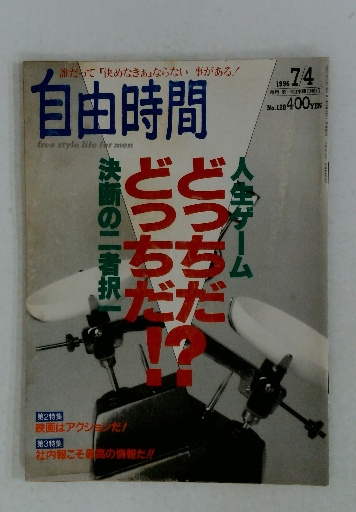 誰だって「決めなきゃ」ならない 事がある!
自由時間
free style life for men
1996 7/4
No.128 400YEN
人生ゲーム
どっちだ!?
どっちだ!
決断の二者択一
第2特集
映画はアクションだ!
第3特集
社内報こそ最高の情報だ!!